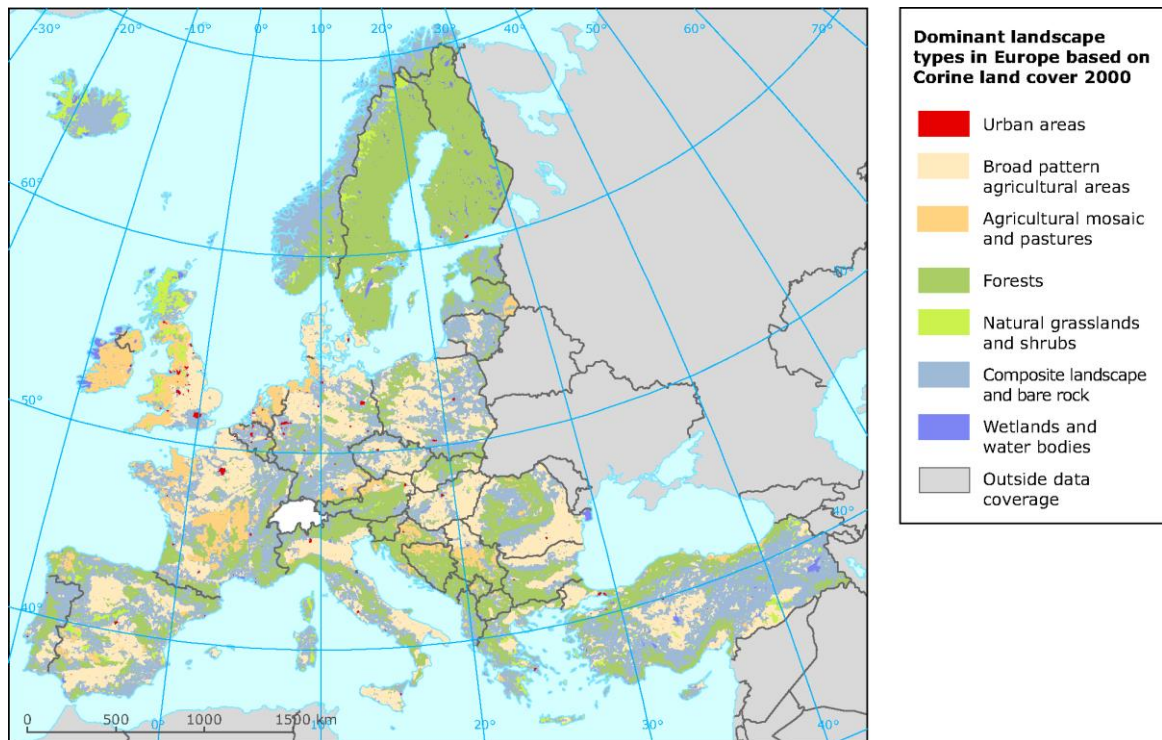 -30°
-20°
-10°
0°
10°
20°
30°
40°
50°
60°
70°
60°
50°
40°
60°
50°
40°
0
500
1000
1500 km
0°
10°
20°
30°
40°
Dominant landscape
types in Europe based on
Corine land cover 2000
Urban areas
Broad pattern
agricultural areas
Agricultural mosaic
and pastures
Forests
Natural grasslands
and shrubs
Composite landscape
and bare rock
Wetlands and
water bodies
Outside data
coverage